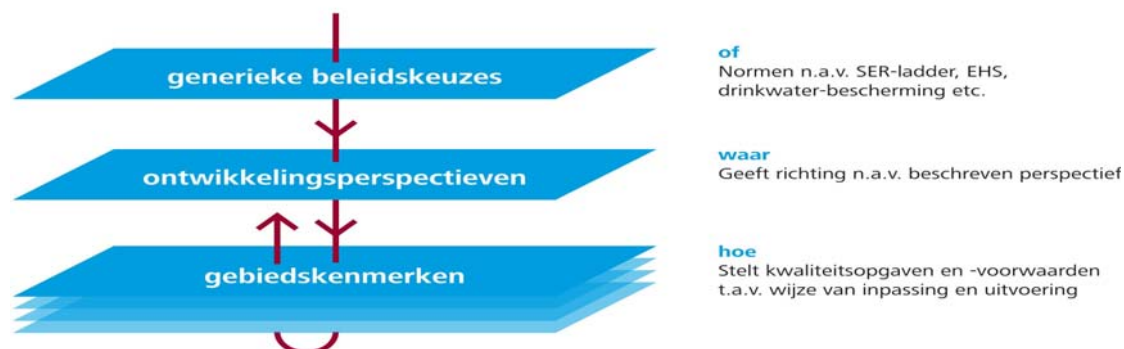 generieke beleidskeuzes
of
Normen n.a.v. SER-ladder, EHS,
drinkwater-bescherming etc.
ontwikkelingsperspectieven
waar
Geeft richting n.a.v. beschreven perspectief
gebiedskenmerken
hoe
Stelt kwaliteitsopgaven en -voorwaarden
t.a.v. wijze van inpassing en uitvoering